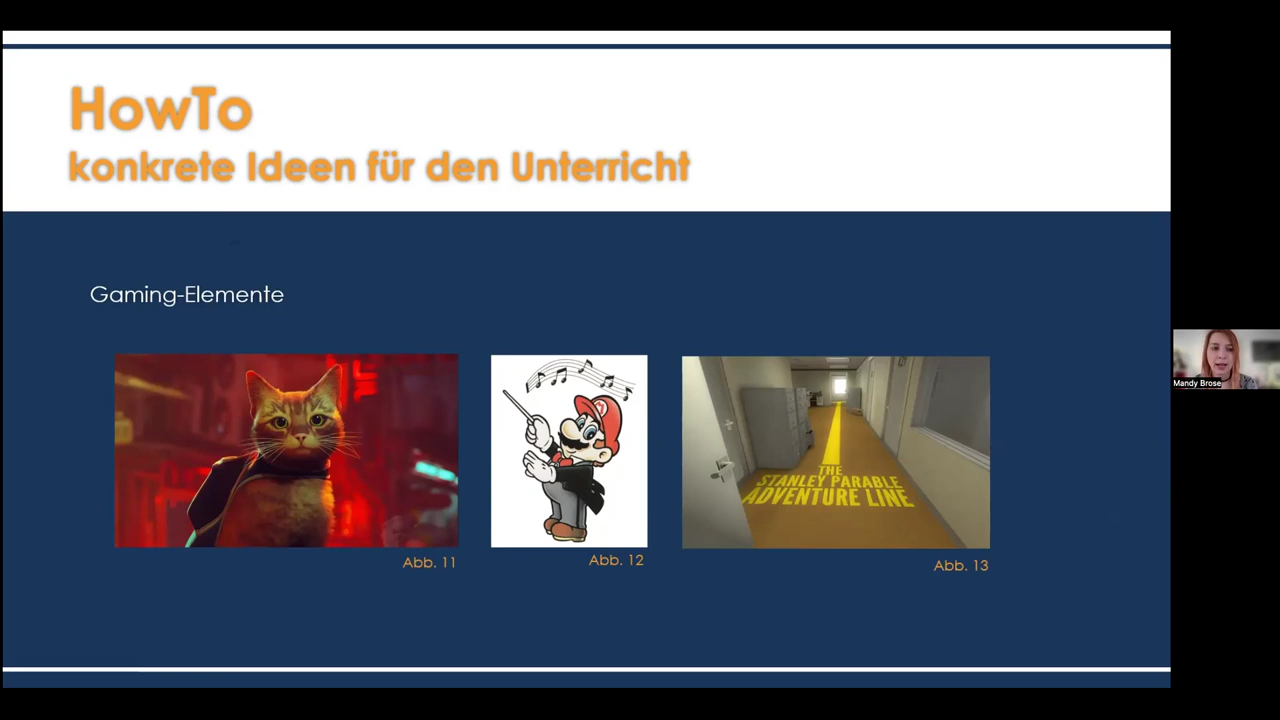 HowTo
konkrete Ideen für den Unterricht
Gaming-Elemente
THE
STANLEY PARABLE
ADVENTURE LINE
Abb. 11
Abb. 12
Abb. 13
Mandy Brose